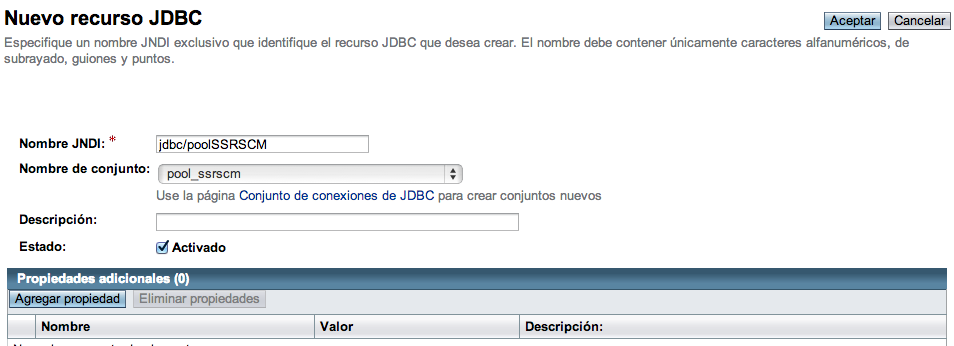 Nuevo recurso JDBC
Aceptar Cancelar
Especifique un nombre JNDI exclusivo que identifique el recurso JDBC que desea crear. El nombre debe contener únicamente caracteres alfanuméricos, de
subrayado, guiones y puntos.
Nombre JNDI: * jdbc/poolSSRSCM
Nombre de conjunto: pool_ssrscm
Use la página Conjunto de conexiones de JDBC para crear conjuntos nuevos
Descripción:
Estado: Activado
Propiedades adicionales (0)
Agregar propiedad Eliminar propiedades
Nombre Valor Descripción: